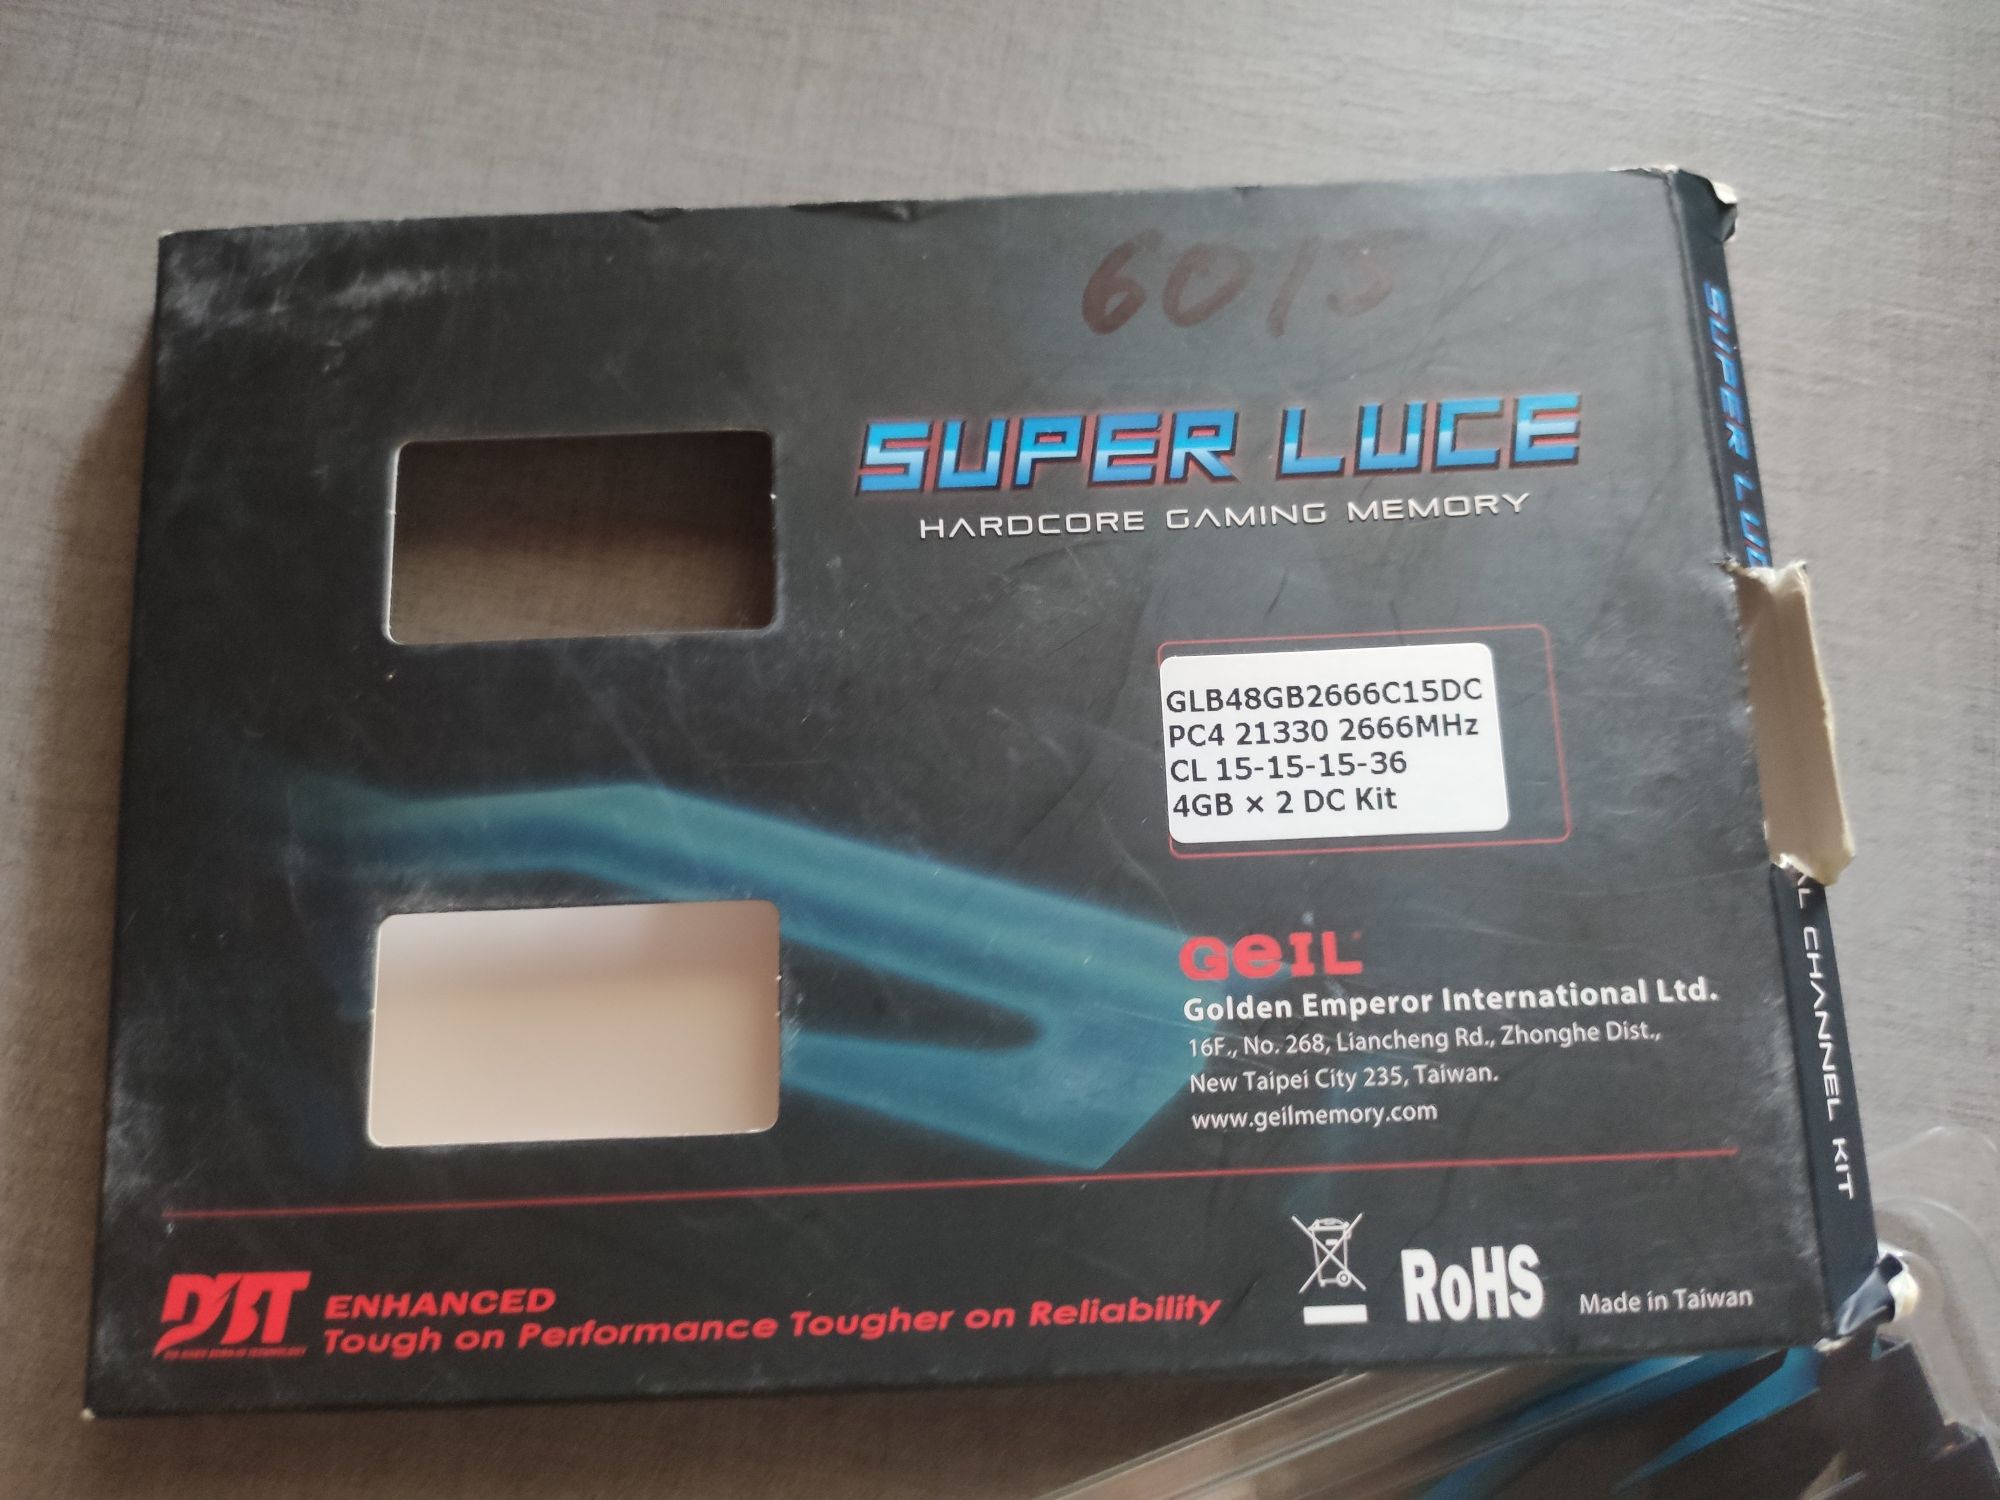 6015
SUPER LUCE
HARDCORE GAMING MEMORY
GLB48GB2666C15DC
PC4 21330 2666MHz
CL 15-15-15-36
4GB × 2 DC Kit
GeIL
Golden Emperor International Ltd.
16F., No. 268, Liancheng Rd., Zhonghe Dist.,
New Taipei City 235, Taiwan.
www.geilmemory.com
DBT ENHANCED
Tough on Performance Tougher on Reliability
RoHS
Made in Taiwan
SUPER
CHANNEL KIT